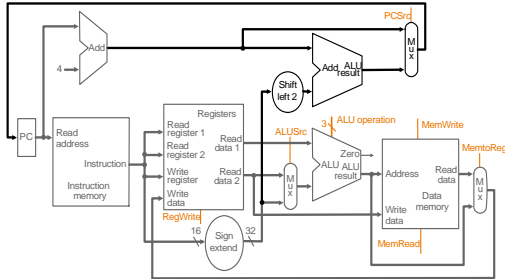 PCSrc
M
u
x
Add
Add ALU
result
4
Shift
left 2
PC
Read
address
Instruction
Instruction
memory
Registers
Read
register 1
Read
data 1
Read
register 2
Write
register
Read
data 2
Write
data
RegWrite
16
Sign
extend
32
ALUSrc
M
u
x
3
ALU operation
Zero
ALU ALU
result
MemWrite
Address
Read
data
Data
memory
Write
data
MemRead
MemtoReg
M
u
x